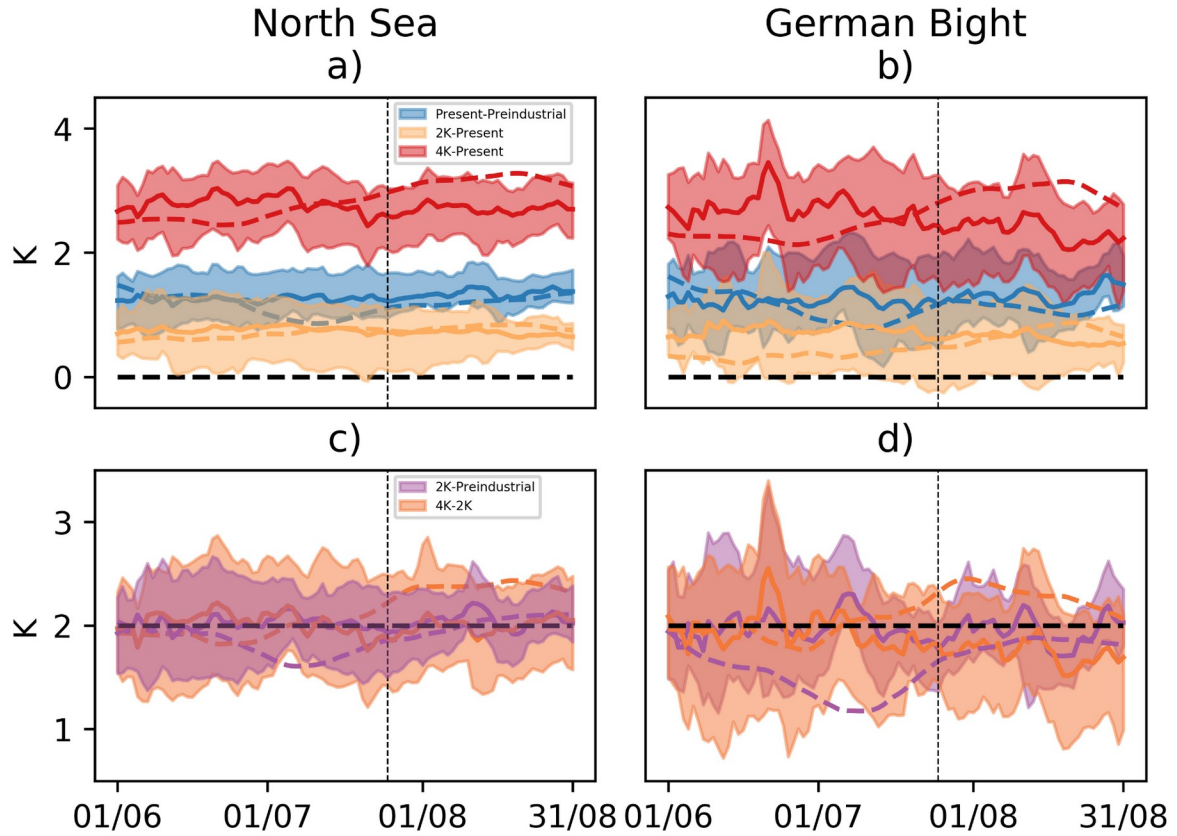 North Sea
German Bight
a)
b)
K
4
2
0
Present-Preindustrial
2K-Present
4K-Present
c)
d)
K
3
2
1
2K-Preindustrial
4K-2K
01/06 01/07 01/08 31/08 01/06 01/07 01/08 31/08